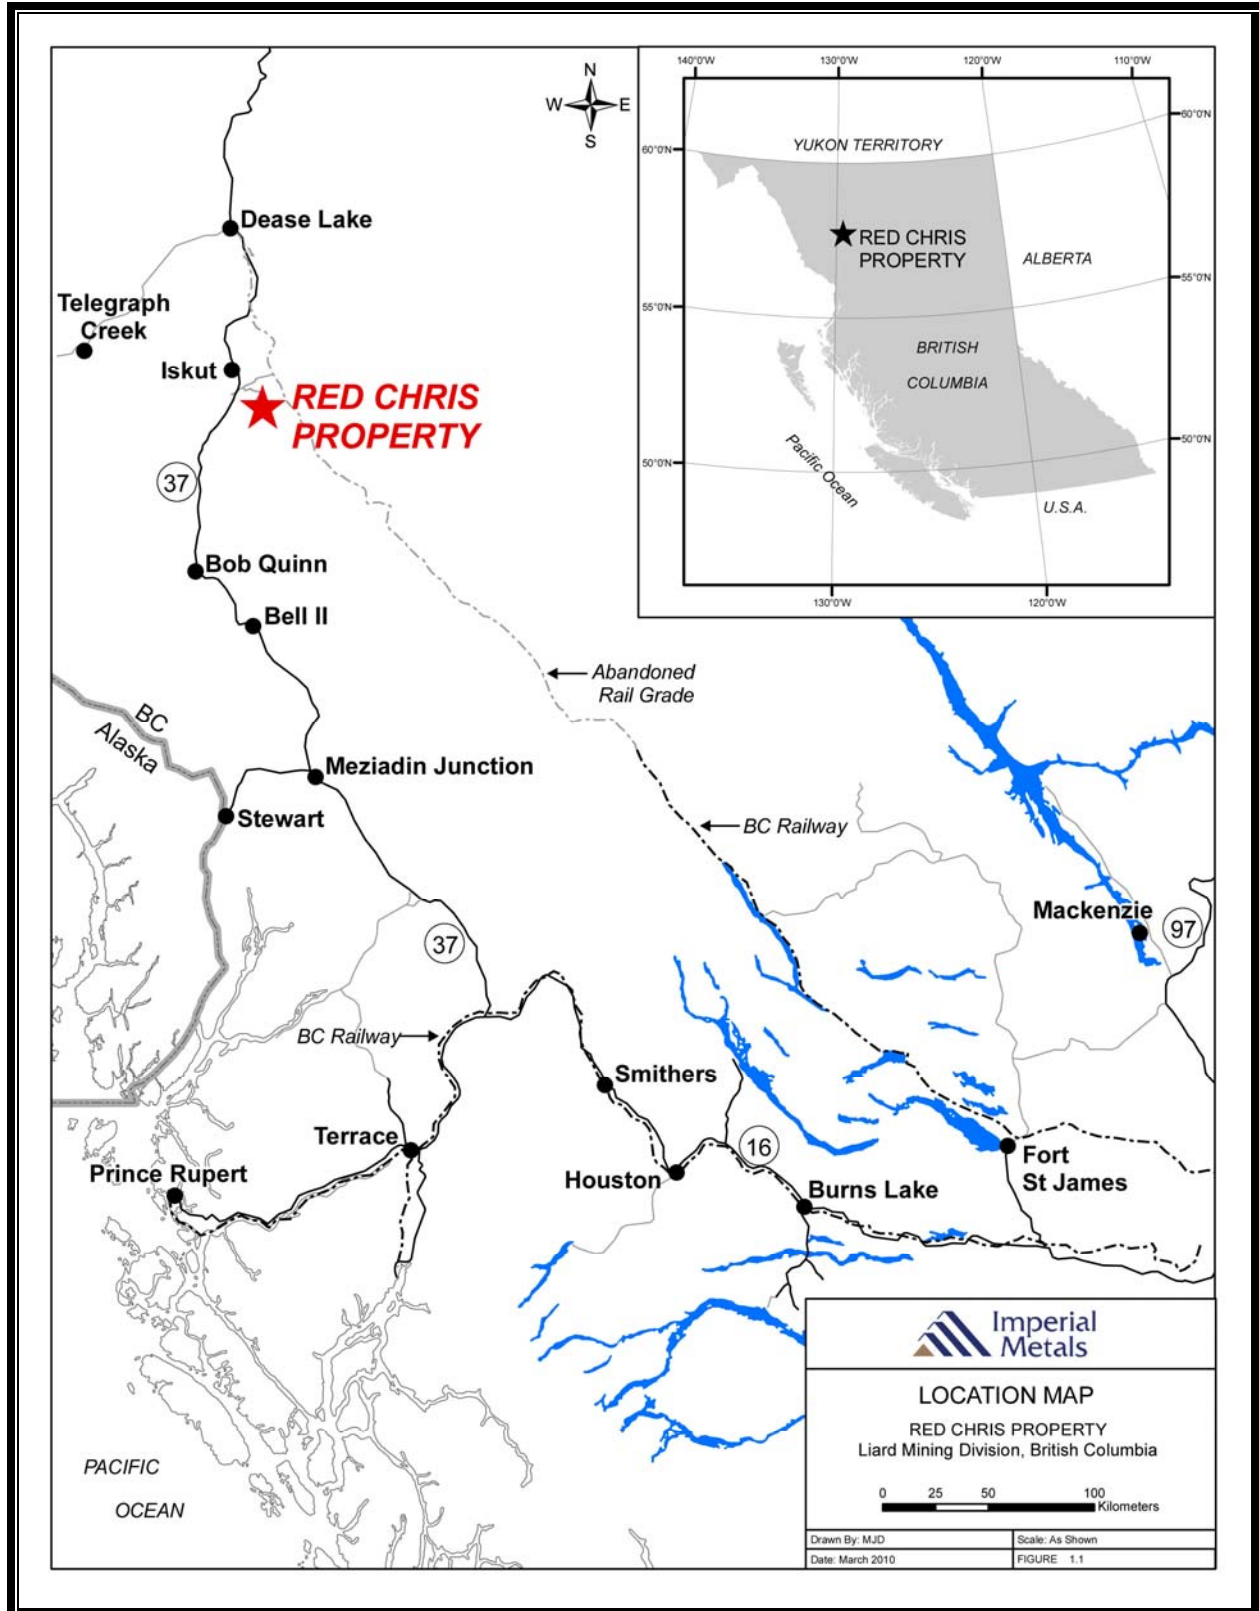 N
W E
S
140°0'W 130°0'W 120°0'W 110°0'W
60°0'N
60°0'N
YUKON TERRITORY
RED CHRIS
PROPERTY
ALBERTA
55°0'N
55°0'N
BRITISH
COLUMBIA
50°0'N
50°0'N
Pacific Ocean
U.S.A.
130°0'W 120°0'W
Dease Lake
Telegraph
Creek
Iskut
RED CHRIS
PROPERTY
37
Bob Quinn
Bell II
Abandoned
Rail Grade
BC
Alaska
Meziadin Junction
Stewart
BC Railway
Mackenzie
97
37
BC Railway
Smithers
Terrace
16
Prince Rupert
Houston
Fort
St James
Burns Lake
PACIFIC
OCEAN
Imperial
Metals
LOCATION MAP
RED CHRIS PROPERTY
Liard Mining Division, British Columbia
0 25 50 100
Kilometers
Drawn By: MJD
Scale: As Shown
Date: March 2010
FIGURE 1.1